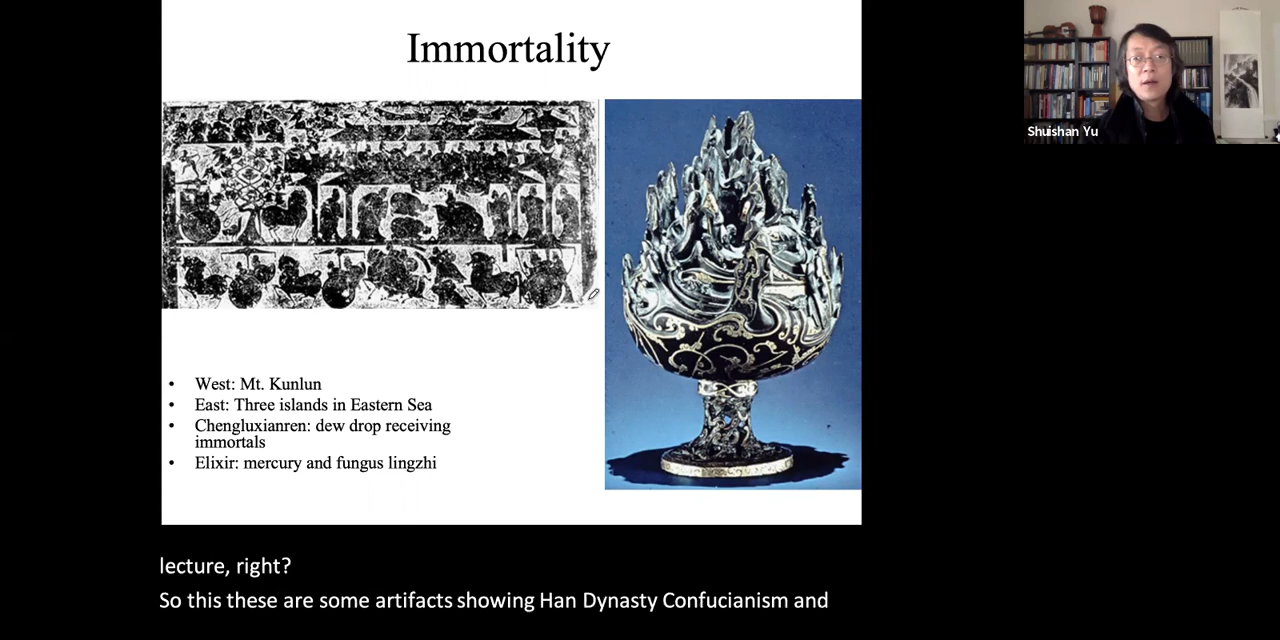 Immortality
Shuishan Yu
• West: Mt. Kunlun
• East: Three islands in Eastern Sea
• Chengluxianren: dew drop receiving
immortals
• Elixir: mercury and fungus lingzhi
lecture, right?
So this these are some artifacts showing Han Dynasty Confucianism and